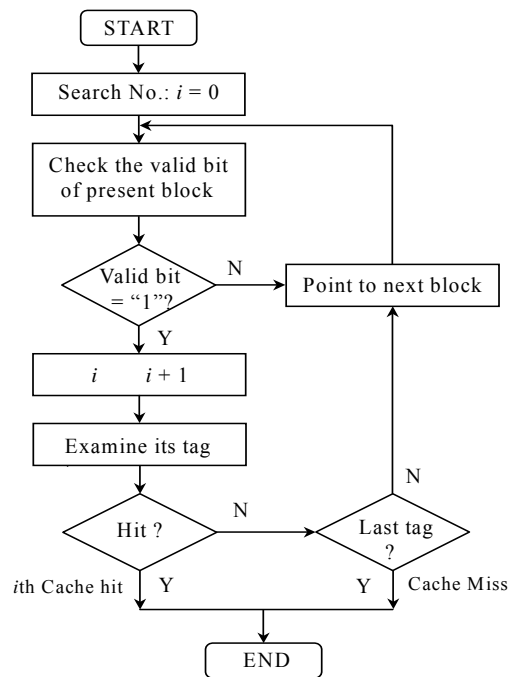 START
Search No.: i = 0
Check the valid bit
of present block
Valid bit
= “1”?
N
Point to next block
Y
i i + 1
Examine its tag
N
Hit ?
N
Last tag
?
ith Cache hit
Y
Y
Cache Miss
END